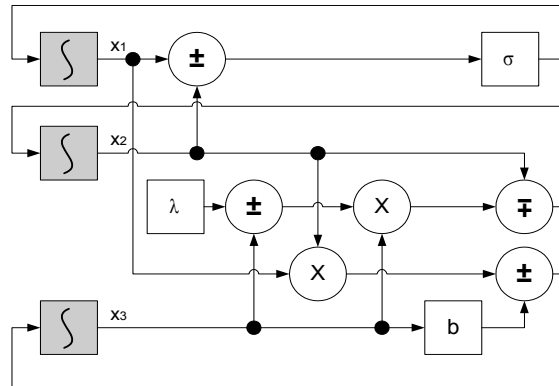 ∫ x₁ ± σ
∫ x₂
λ ± X ∓
X ±
∫ x₃ b